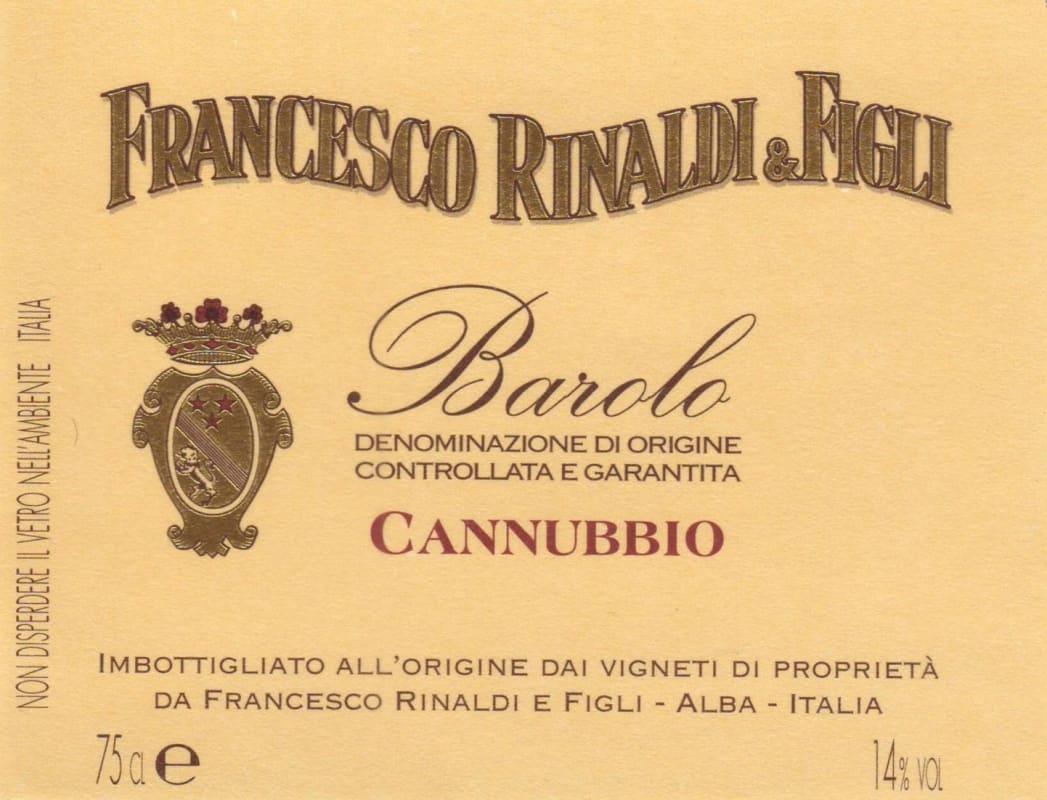 FRANCESCO RINALDI & FIGLI
Barolo
DENOMINAZIONE DI ORIGINE
CONTROLLATA E GARANTITA
CANNUBBIO
NON DISPERDERE IL VETRO NELL'AMBIENTE ITALIA
IMBOTTIGLIATO ALL'ORIGINE DAI VIGNETI DI PROPRIETÀ
DA FRANCESCO RINALDI E FIGLI - ALBA - ITALIA
75 cl e
14% VOL